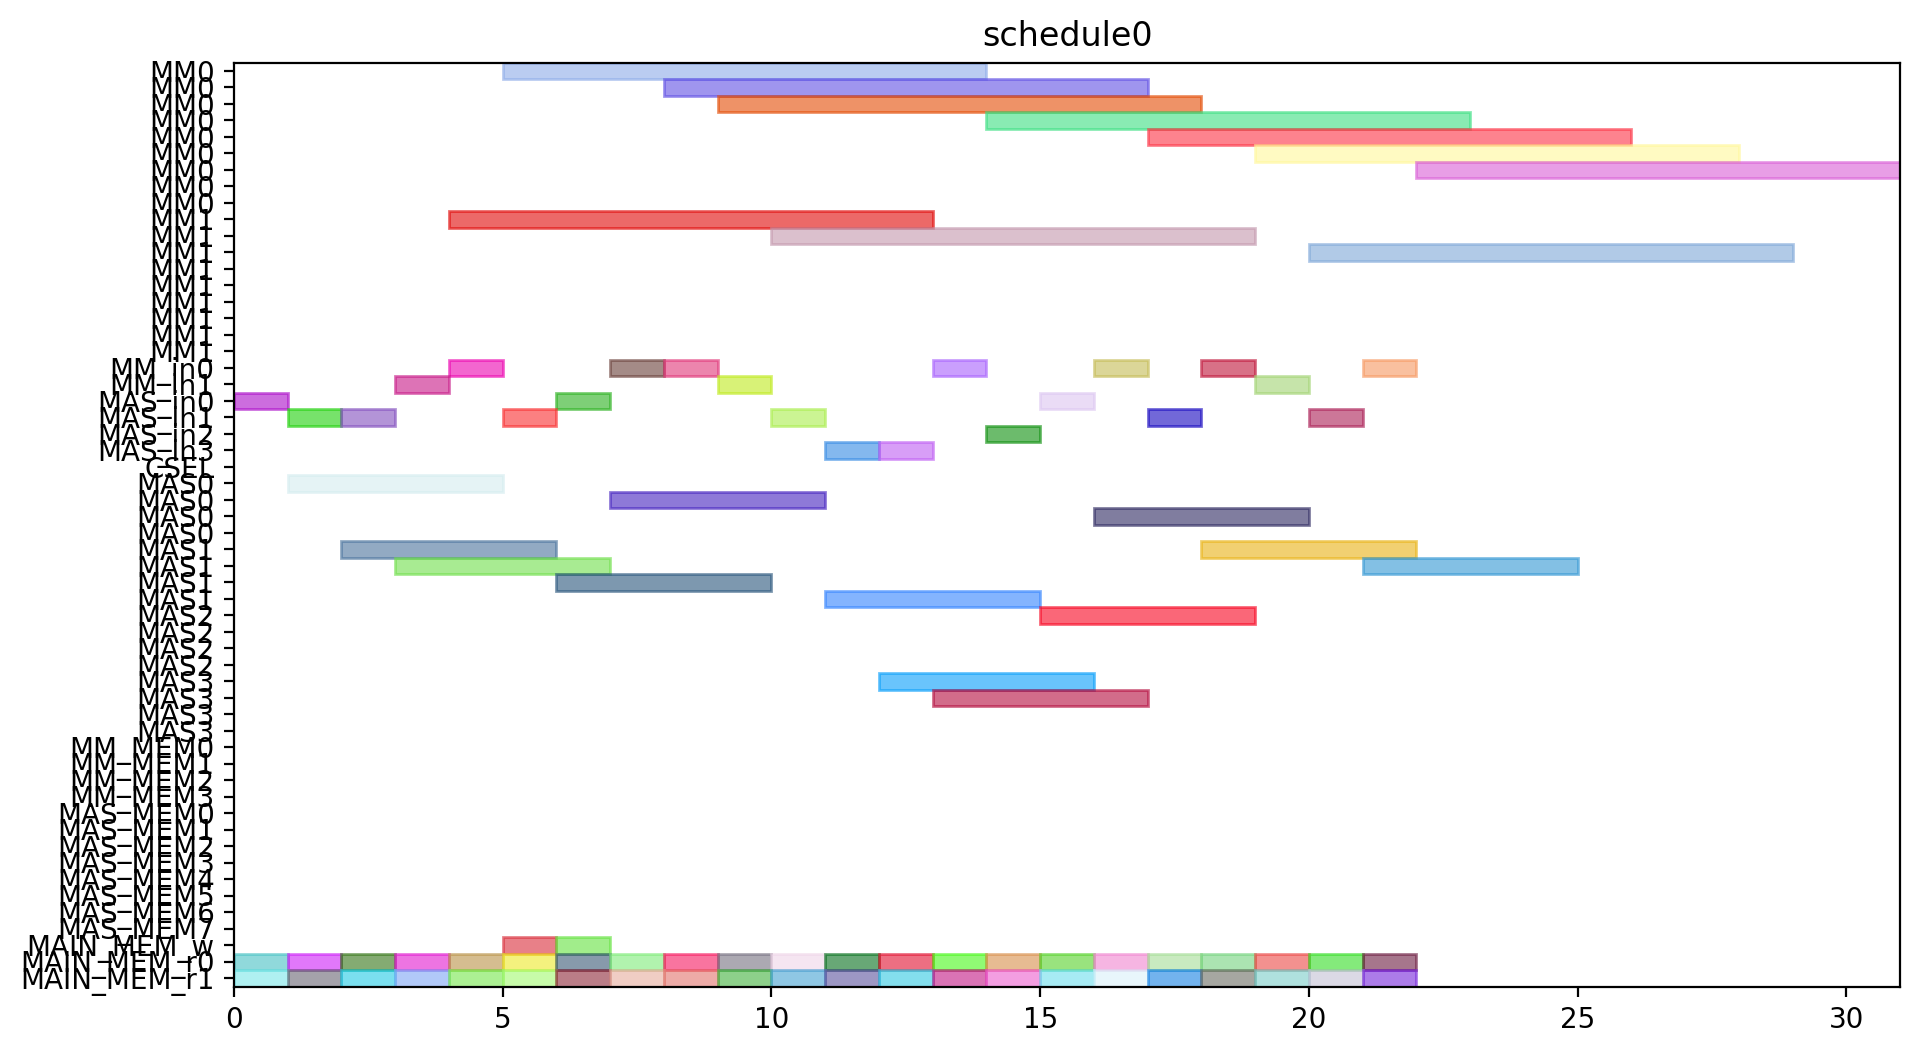 schedule0
MM0
MM0
MM0
MM0
MM0
MM0
MM0
MM0
MM0
MM1
MM1
MM1
MM1
MM1
MM1
MM1
MM1
MM1
MM_in0
MM_in1
MAS_in0
MAS_in1
MAS_in2
MAS_in3
CSEL
MAS0
MAS0
MAS0
MAS0
MAS1
MAS1
MAS1
MAS1
MAS2
MAS2
MAS2
MAS2
MAS3
MAS3
MAS3
MAS3
MM_MEM0
MM_MEM1
MM_MEM2
MM_MEM3
MAS_MEM0
MAS_MEM1
MAS_MEM2
MAS_MEM3
MAS_MEM4
MAS_MEM5
MAS_MEM6
MAS_MEM7
MAIN_MEM_w
MAIN_MEM_r0
MAIN_MEM_r1
0 5 10 15 20 25 30